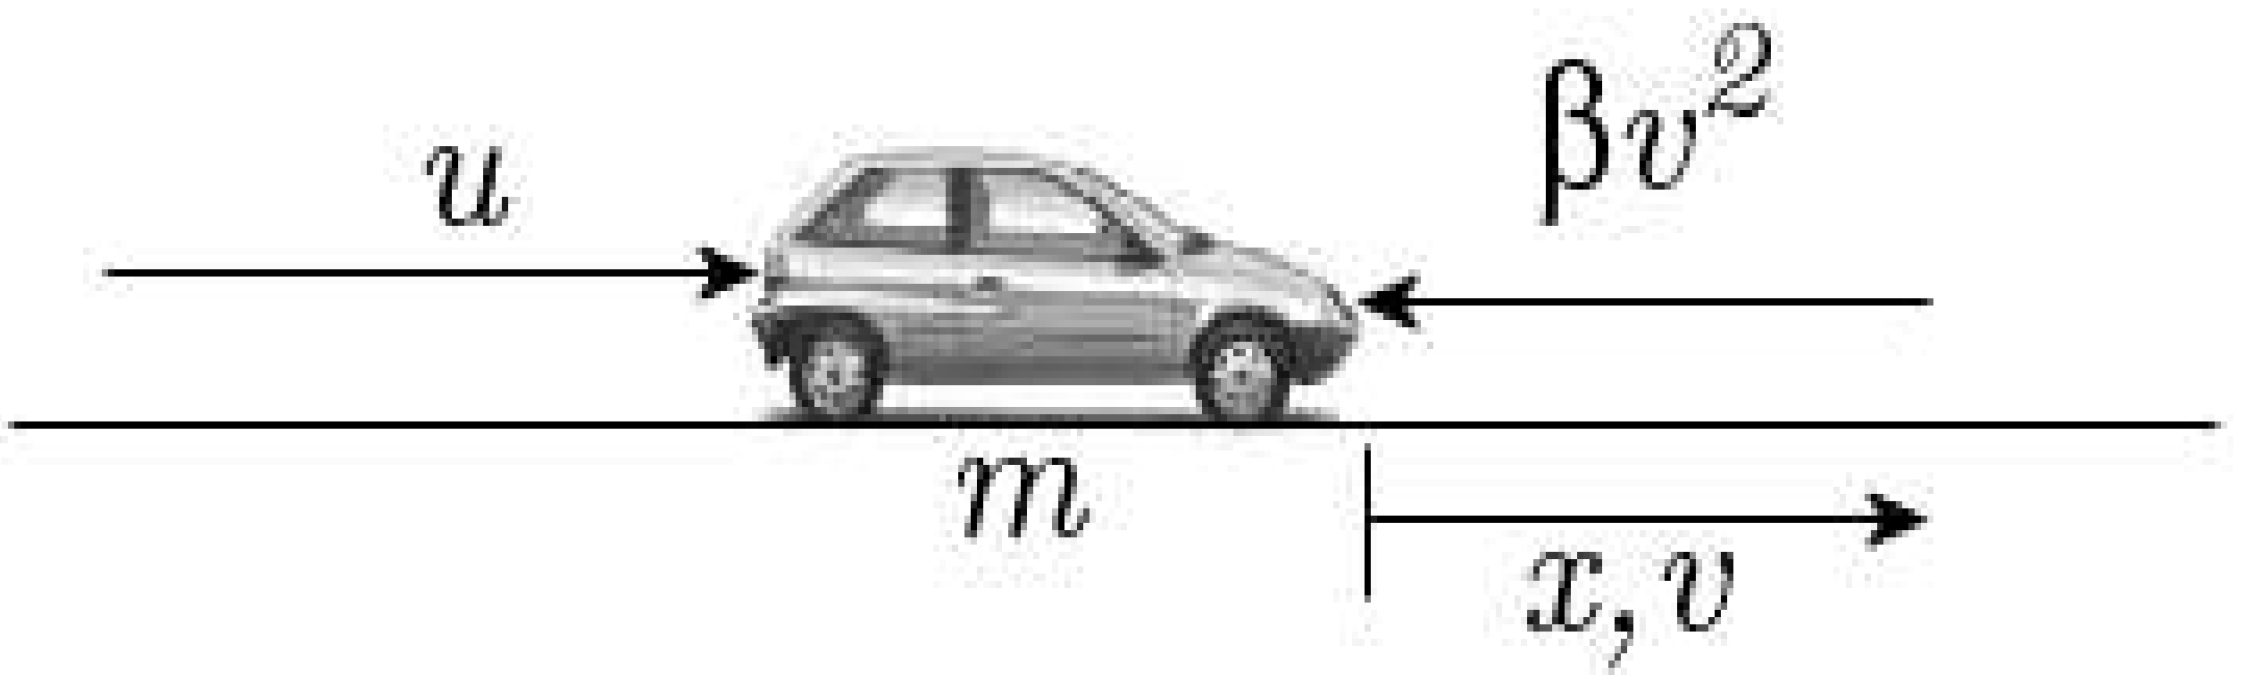 u
βv²
m
x, v